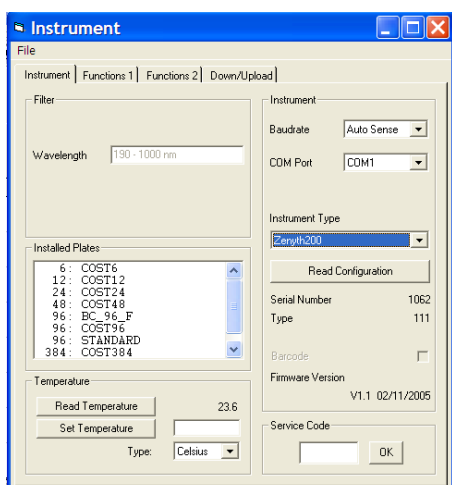 Instrument
File
Instrument Functions 1 Functions 2 Down/Upload
Filter
Wavelength 190 - 1000 nm
Installed Plates
6: COST6
12: COST12
24: COST24
48: COST48
96: BC_96_F
96: COST96
96: STANDARD
384: COST384
Temperature
Read Temperature 23.6
Set Temperature
Type: Celsius
Instrument
Baudrate Auto Sense
COM Port COM1
Instrument Type
Zenyth200
Read Configuration
Serial Number 1062
Type 111
Barcode
Firmware Version
V1.1 02/11/2005
Service Code
OK